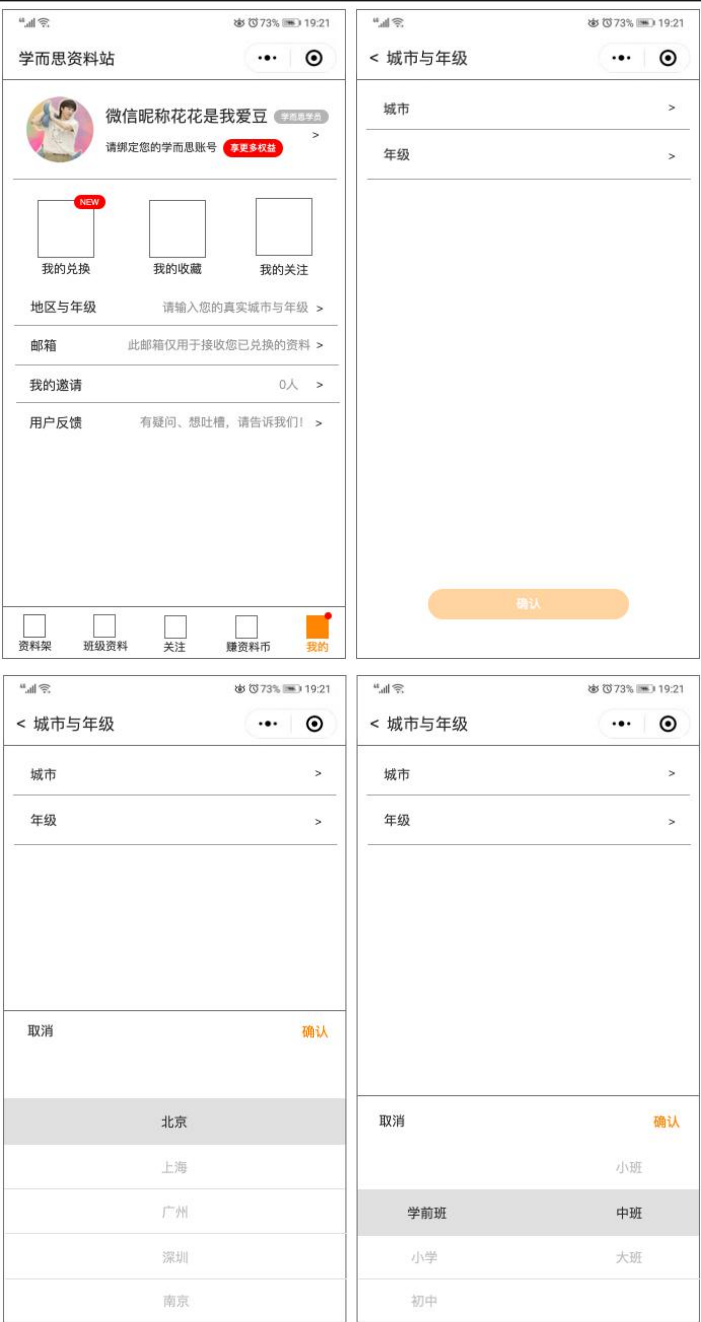 73% 19:21
学而思资料站
微信昵称花花是我爱豆 学而思学员
请绑定您的学而思账号 享更多权益 >
NEW
我的兑换 我的收藏 我的关注
地区与年级 请输入您的真实城市与年级 >
邮箱 此邮箱仅用于接收您已兑换的资料 >
我的邀请 0人 >
用户反馈 有疑问、想吐槽，请告诉我们! >
资料架 班级资料 关注 赚资料币 我的
73% 19:21
< 城市与年级
城市 >
年级 >
确认
73% 19:21
< 城市与年级
城市 >
年级 >
取消 确认
北京
上海
广州
深圳
南京
73% 19:21
< 城市与年级
城市 >
年级 >
取消 确认
小班
学前班 中班
小学 大班
初中